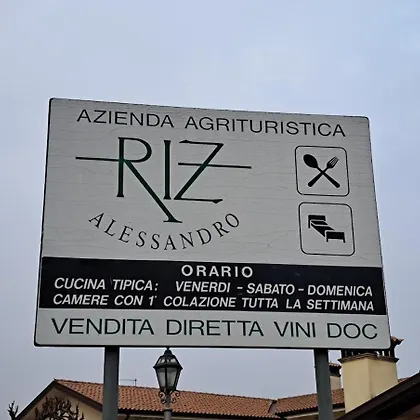 AZIENDA AGRITURISTICA
RIZ
ALESSANDRO
ORARIO
CUCINA TIPICA: VENERDI - SABATO - DOMENICA
CAMERE CON 1ª COLAZIONE TUTTA LA SETTIMANA
VENDITA DIRETTA VINI DOC